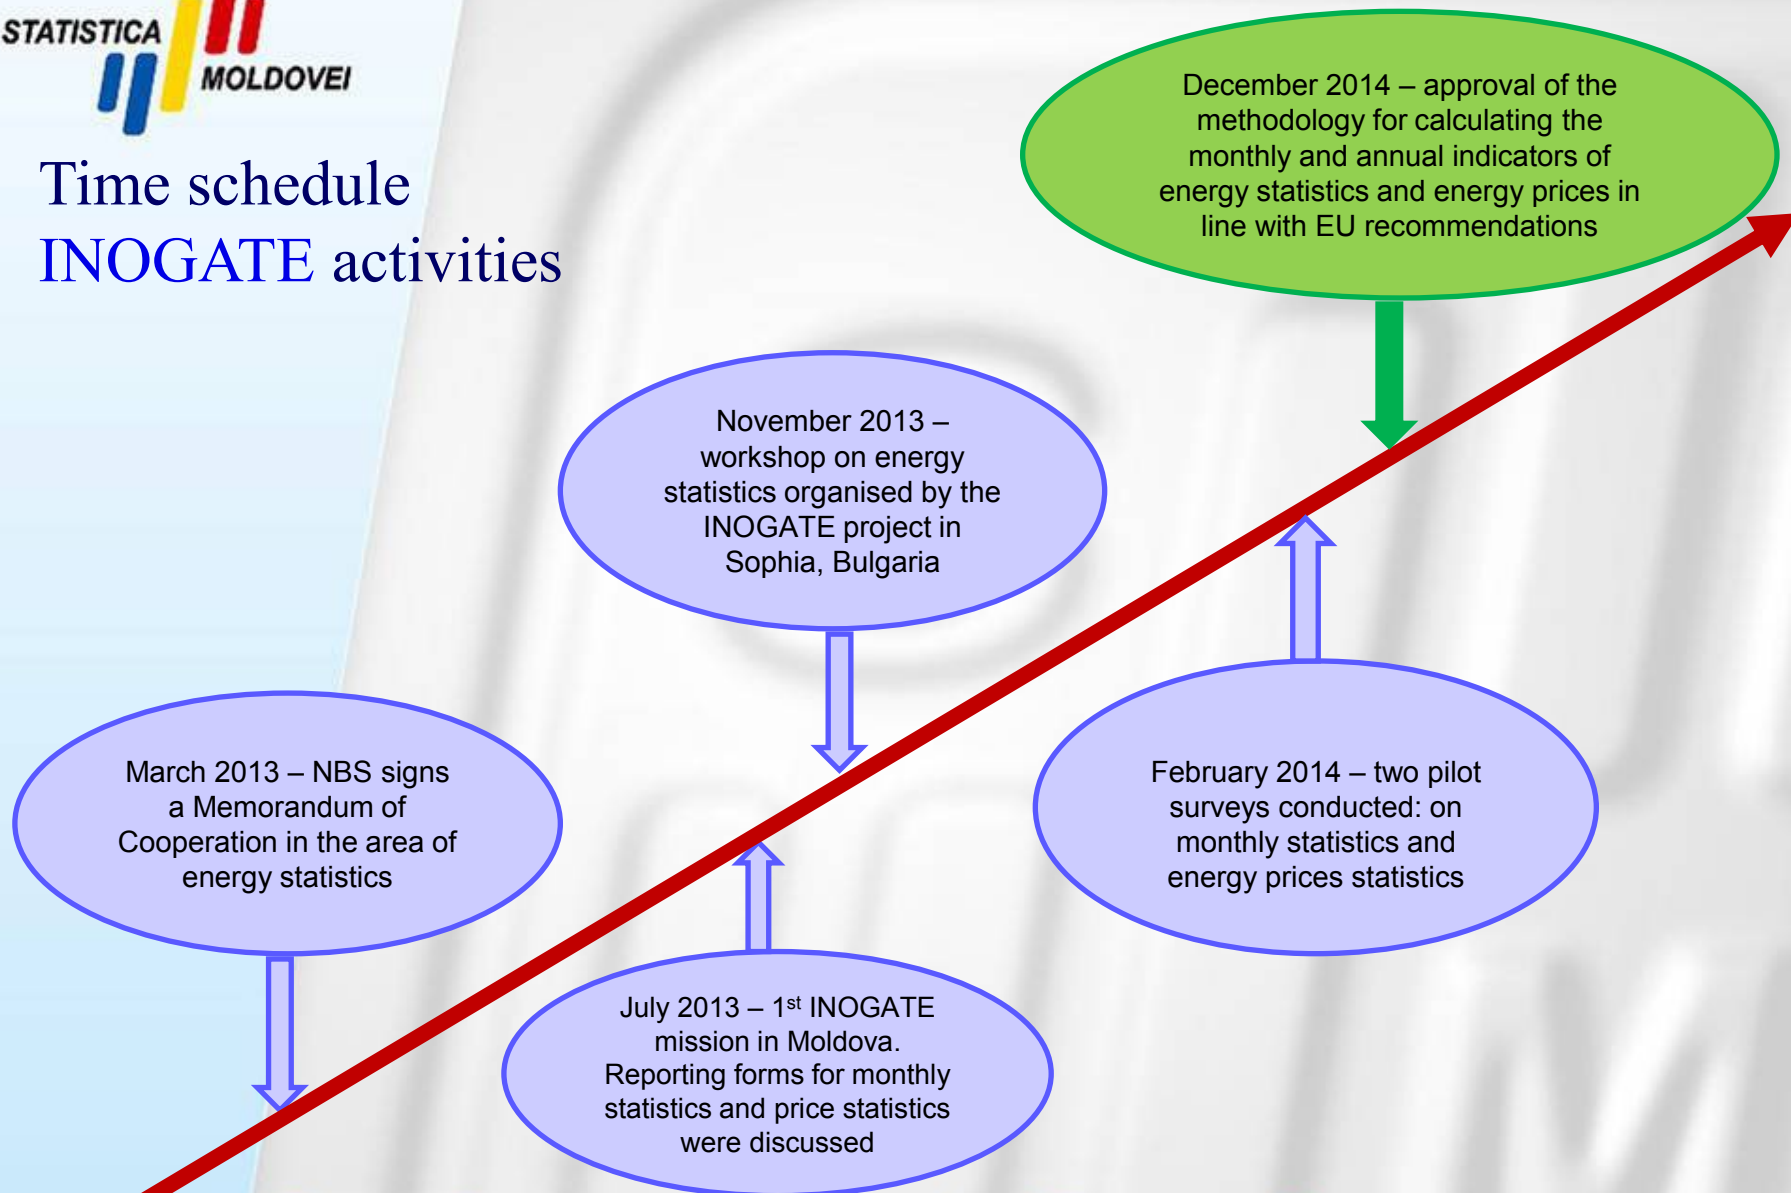 STATISTICA
MOLDOVEI
Time schedule
INOGATE activities
December 2014 – approval of the
methodology for calculating the
monthly and annual indicators of
energy statistics and energy prices in
line with EU recommendations
November 2013 –
workshop on energy
statistics organised by the
INOGATE project in
Sophia, Bulgaria
March 2013 – NBS signs
a Memorandum of
Cooperation in the area of
energy statistics
February 2014 – two pilot
surveys conducted: on
monthly statistics and
energy prices statistics
July 2013 – 1st INOGATE
mission in Moldova.
Reporting forms for monthly
statistics and price statistics
were discussed